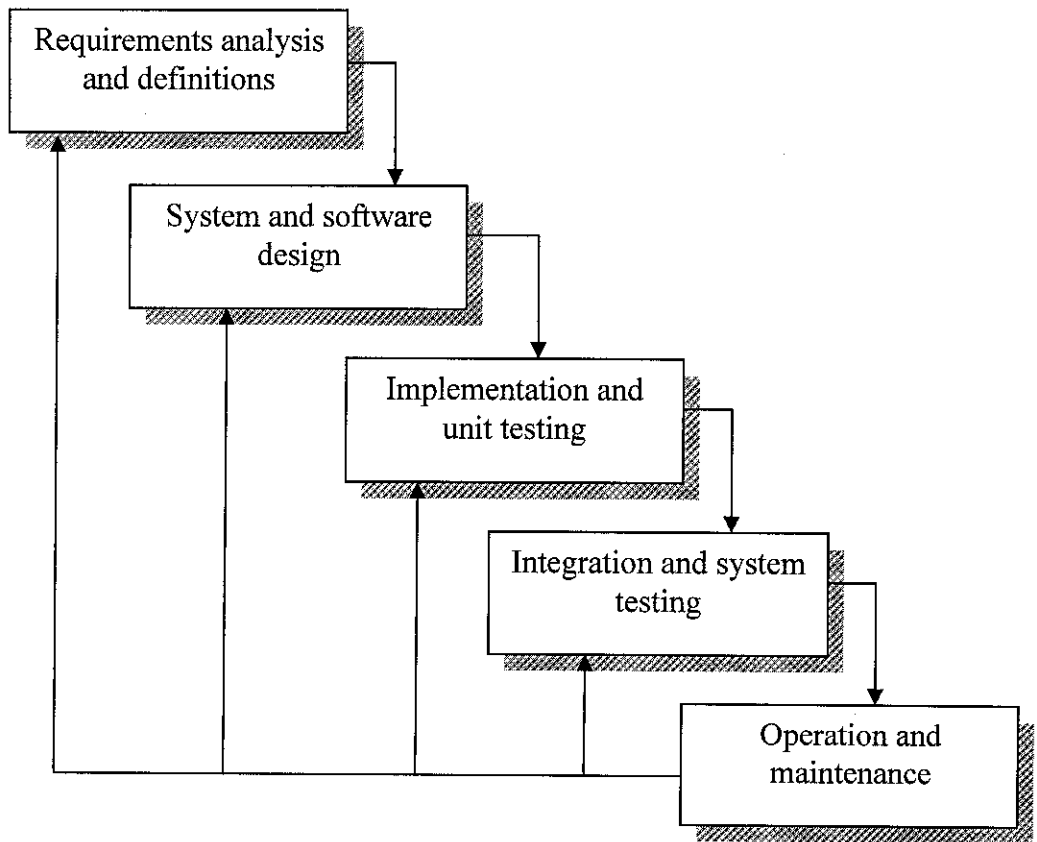 Requirements analysis
and definitions
System and software
design
Implementation and
unit testing
Integration and system
testing
Operation and
maintenance